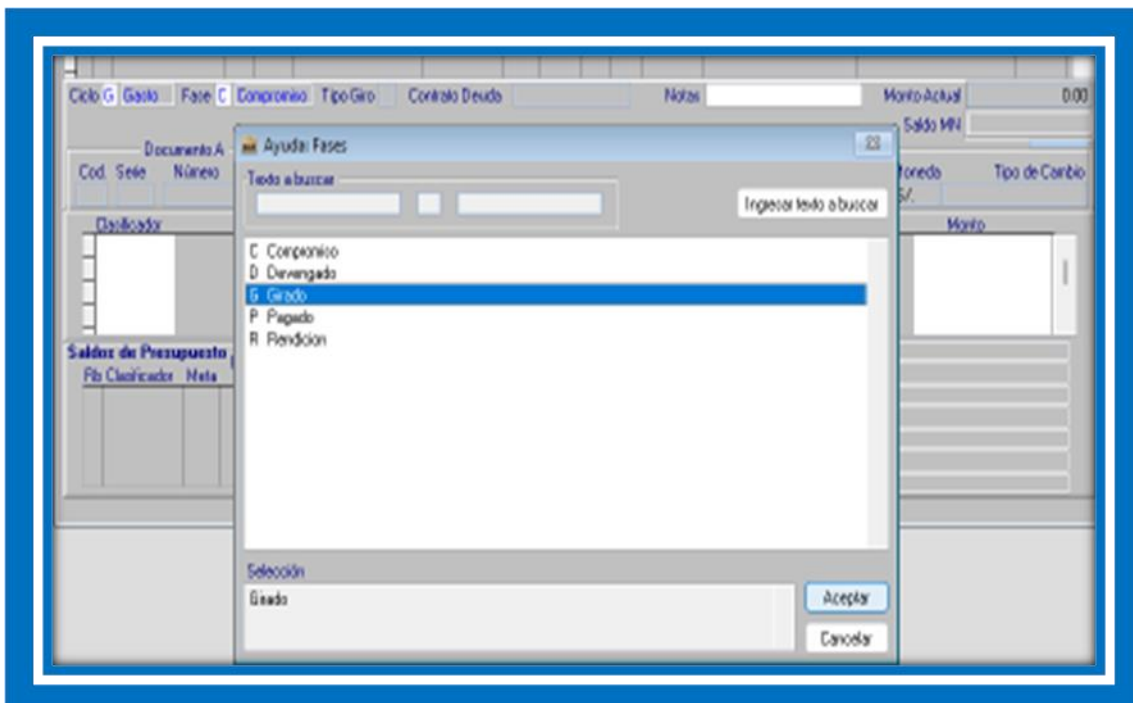 Ciclo G Gasto Fase C Compromiso Tipo Giro Contrato Deuda Notas Monto Actual 0.00
Saldo MN
Documento A
Cod. Serie Número Moneda Tipo de Cambio
S/.
Clasificador Monto
Ayuda: Fases
Texto a buscar
Ingresar texto a buscar
C Compromiso
D Devengado
G Girado
P Pagado
R Rendicion
Saldos de Presupuesto
Rb Clasificador Meta
Selección
Girado
Aceptar
Cancelar